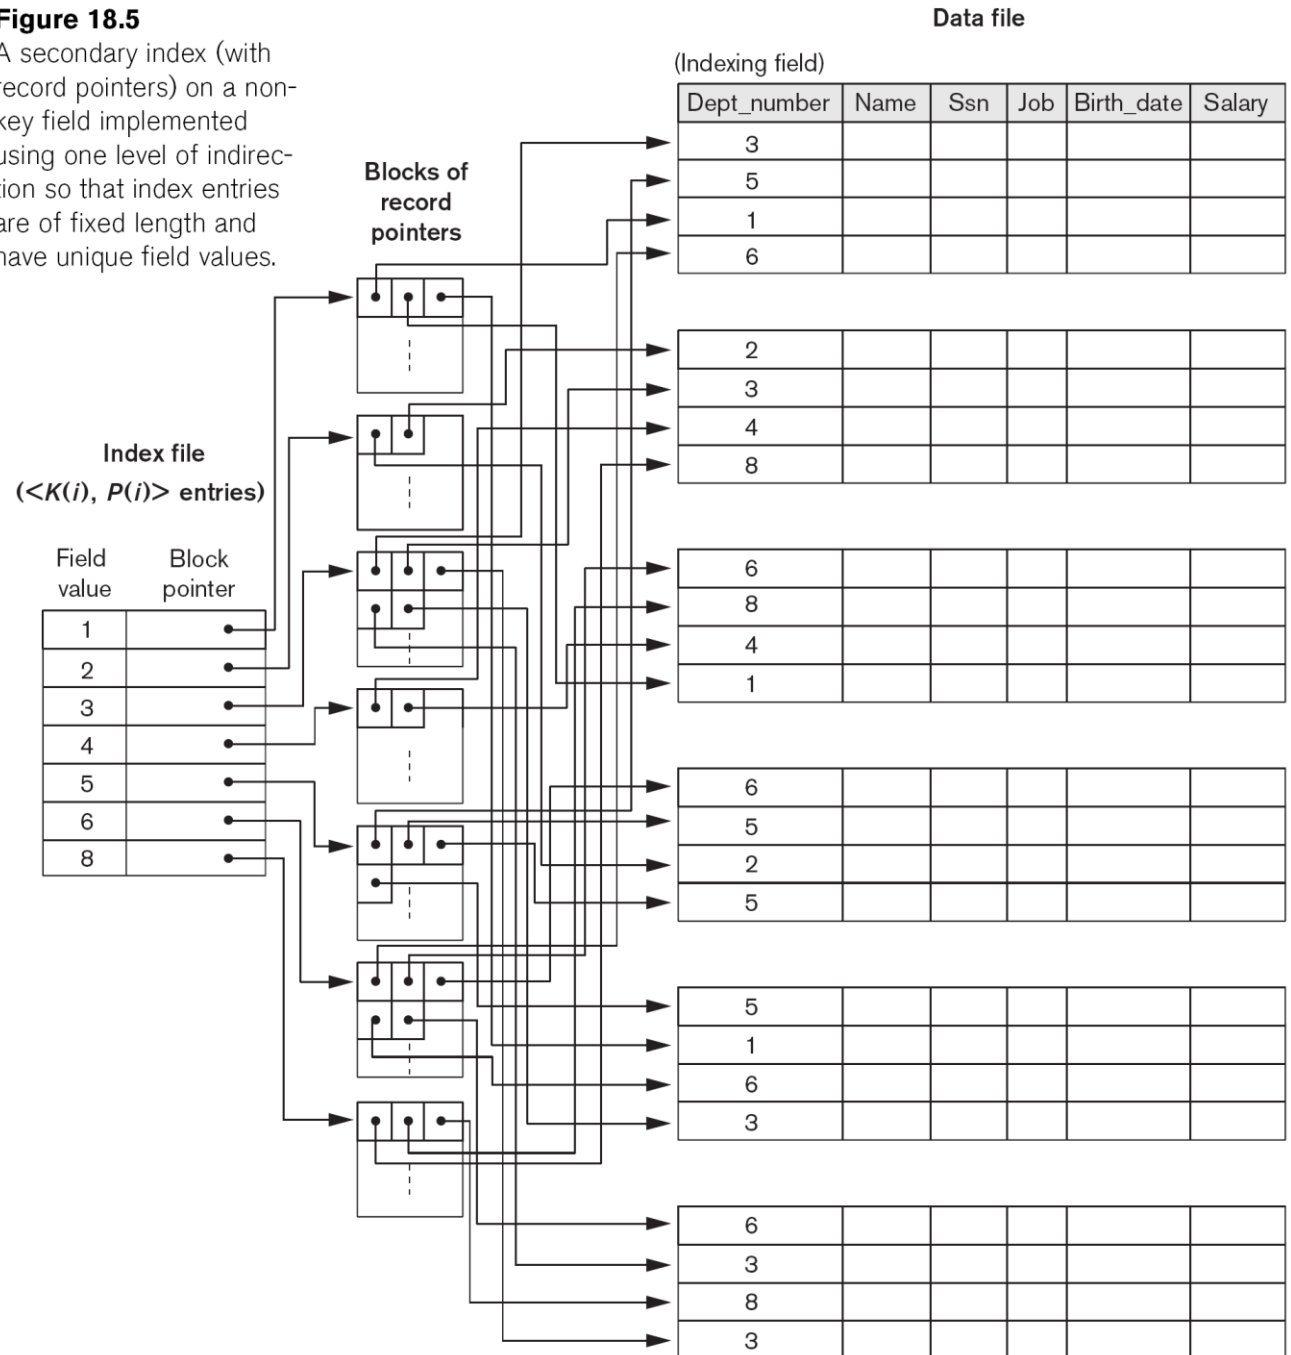 Figure 18.5
A secondary index (with
record pointers) on a non-
key field implemented
using one level of indirec-
tion so that index entries
are of fixed length and
have unique field values.
Data file
(Indexing field)
Dept_number Name Ssn Job Birth_date Salary
3
5
1
6
2
3
4
8
6
8
4
1
6
5
2
5
5
1
6
3
6
3
8
3
Blocks of
record
pointers
Index file
(<K(i), P(i)> entries)
Field Block
value pointer
1
2
3
4
5
6
8